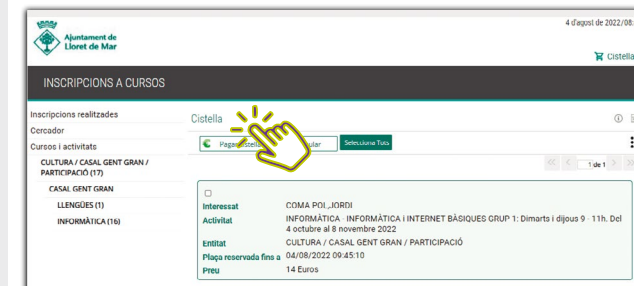 4 d'agost de 2022/08:
Ajuntament de
Lloret de Mar
Cistella
INSCRIPCIONS A CURSOS
Inscripcions realitzades
Cercador
Cursos i activitats
CULTURA / CASAL GENT GRAN /
PARTICIPACIÓ (17)
CASAL GENT GRAN
LLENGÜES (1)
INFORMÀTICA (16)
Cistella
Selecciona Tots
1 de 1
Interessat COMA POL,JORDI
Activitat INFORMÀTICA - INFORMÀTICA i INTERNET BÀSIQUES GRUP 1: Dimarts i dijous 9 - 11h. Del
4 octubre al 8 novembre 2022
Entitat CULTURA / CASAL GENT GRAN / PARTICIPACIÓ
Plaça reservada fins a 04/08/2022 09:45:10
Preu 14 Euros